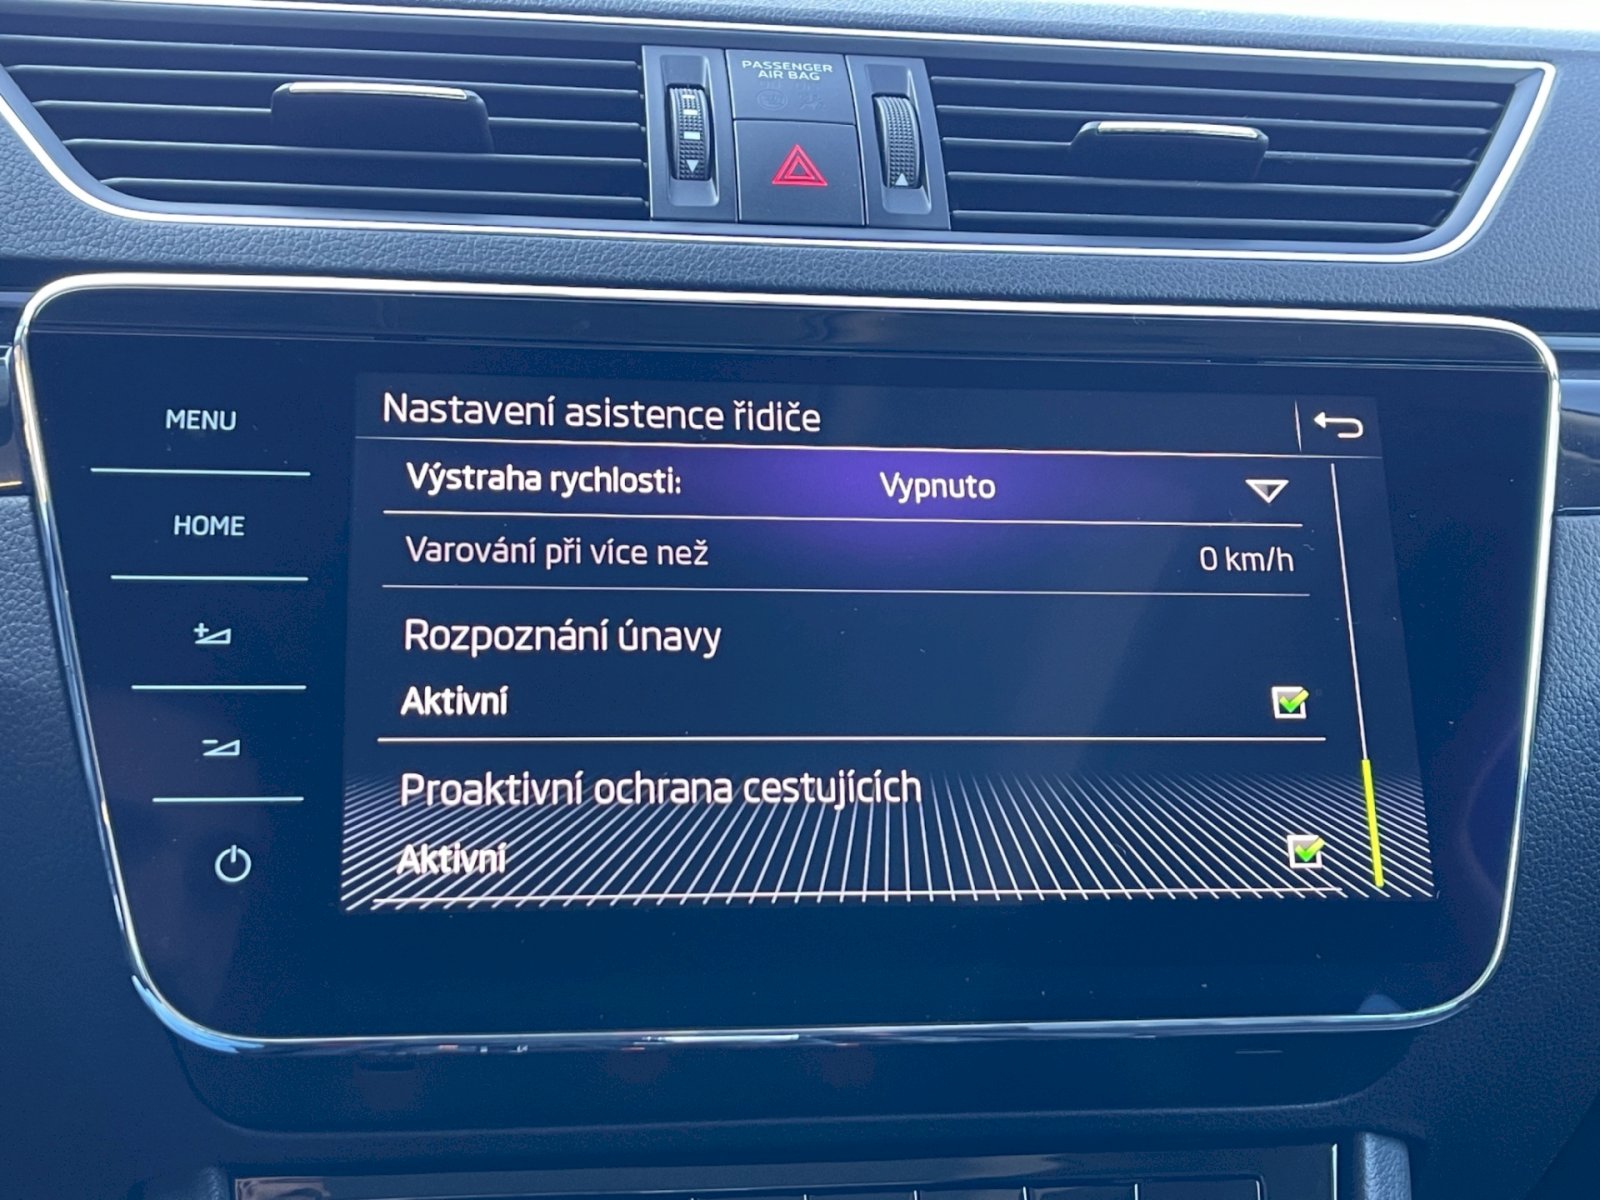 PASSENGER
AIR BAG
MENU
HOME
Nastavení asistence řidiče
Výstraha rychlosti: Vypnuto
Varování při více než 0 km/h
Rozpoznání únavy
Aktivní
Proaktivní ochrana cestujících
Aktivní